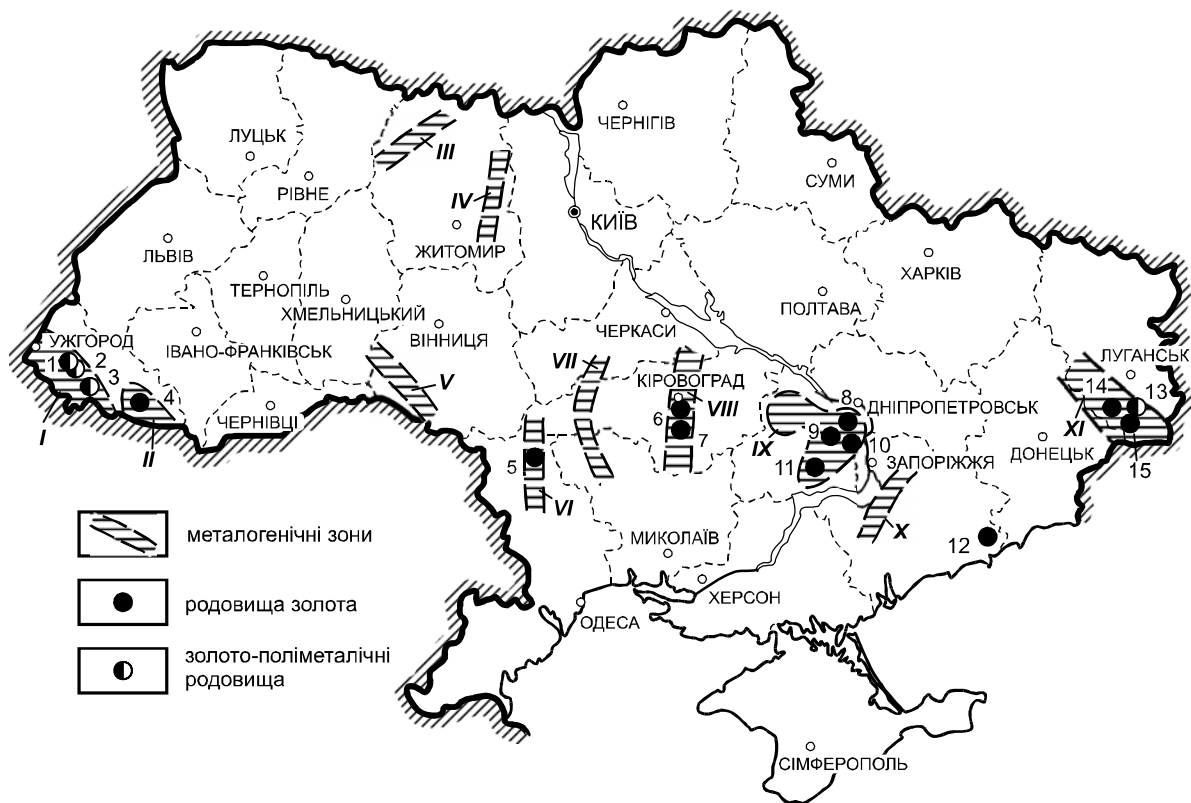 ЧЕРНІГІВ
ЛУЦЬК
III
СУМИ
РІВНЕ
IV
КИЇВ
ЖИТОМИР
ЛЬВІВ
ХАРКІВ
ТЕРНОПІЛЬ
ХМЕЛЬНИЦЬКИЙ
ПОЛТАВА
ЧЕРКАСИ
ВІННИЦЯ
УЖГОРОД
ІВАНО-ФРАНКІВСЬК
ЛУГАНСЬК
1 2
VII
3
КІРОВОГРАД
14 13
V
4
VIII
8
ДНІПРОПЕТРОВСЬК
I
ЧЕРНІВЦІ
6
XI
II
7
IX
9
10
ДОНЕЦЬК
15
5
11
ЗАПОРІЖЖЯ
VI
X
металогенічні зони
МИКОЛАЇВ
12
родовища золота
ХЕРСОН
ОДЕСА
золото-поліметалічні
родовища
СІМФЕРОПОЛЬ